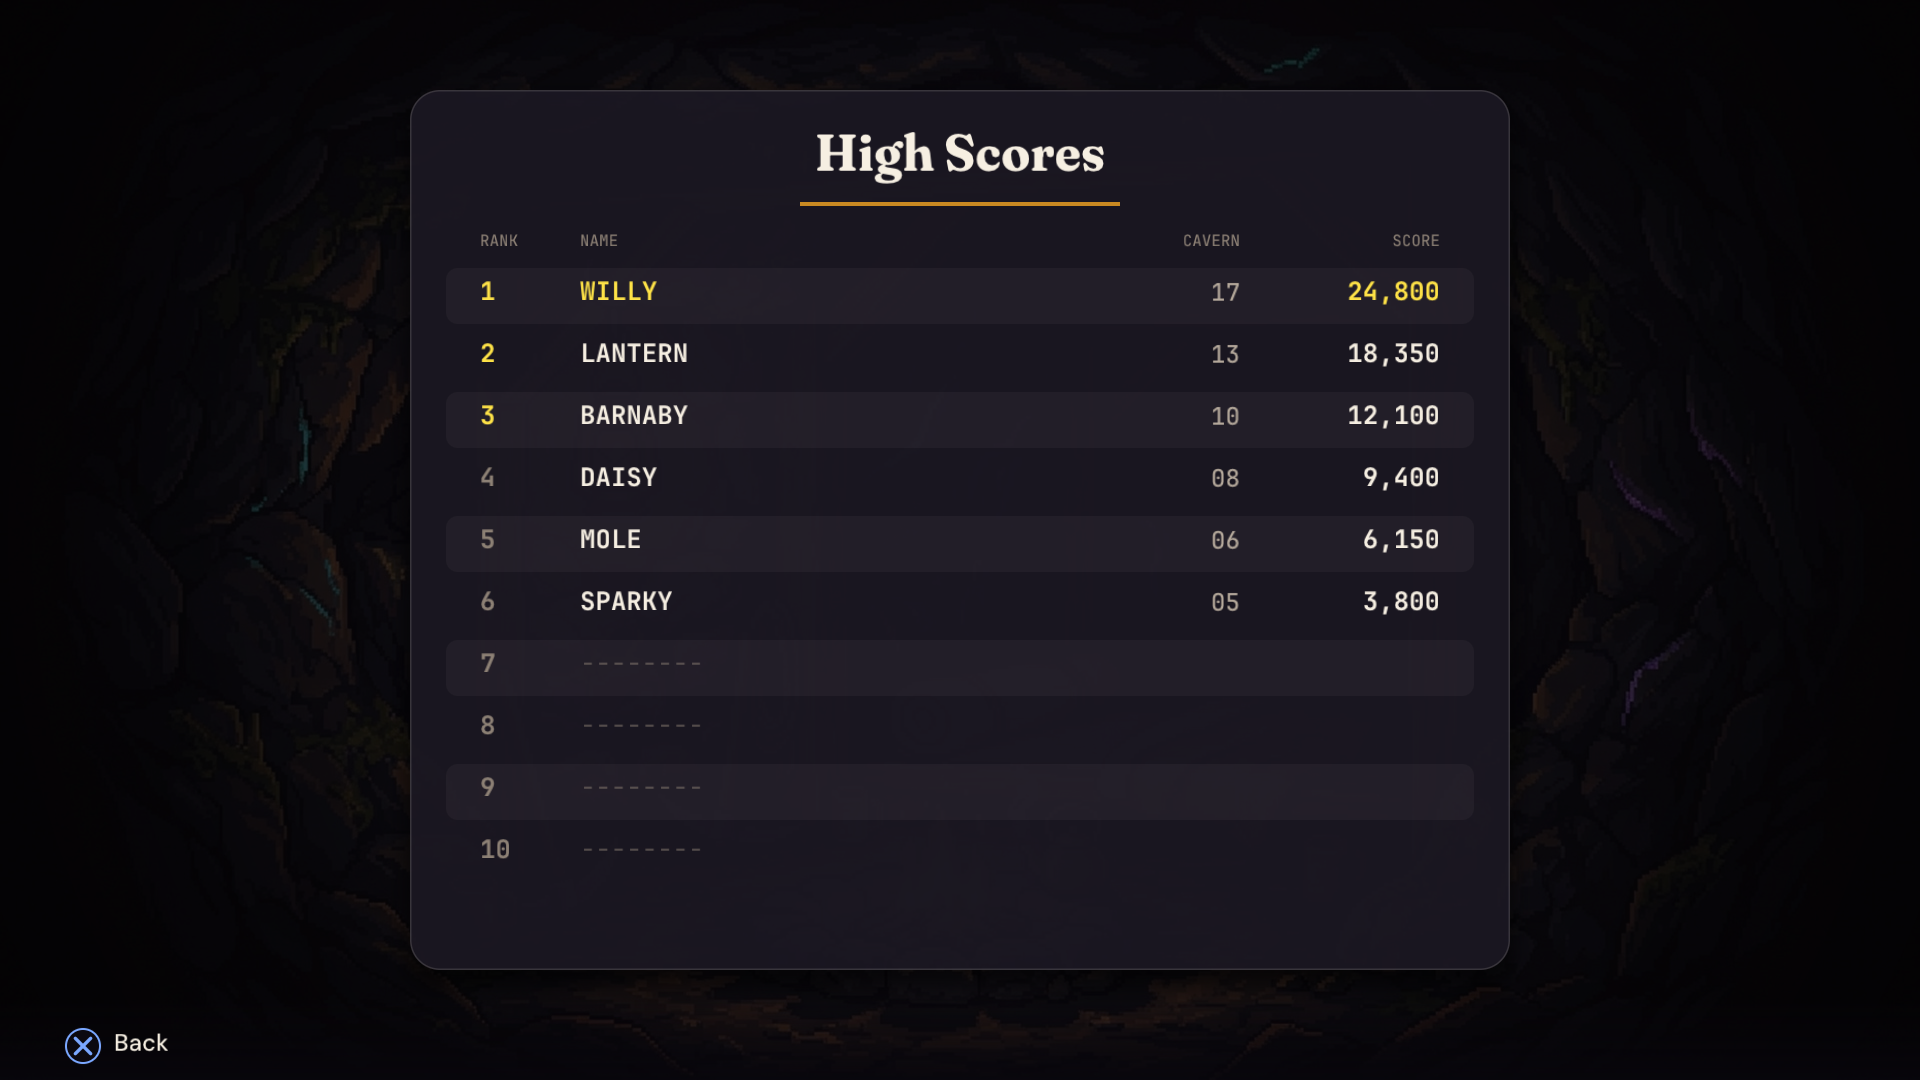 High Scores
RANK NAME CAVERN SCORE
1 WILLY 17 24,800
2 LANTERN 13 18,350
3 BARNABY 10 12,100
4 DAISY 08 9,400
5 MOLE 06 6,150
6 SPARKY 05 3,800
7 --------
8 --------
9 --------
10 --------
Back